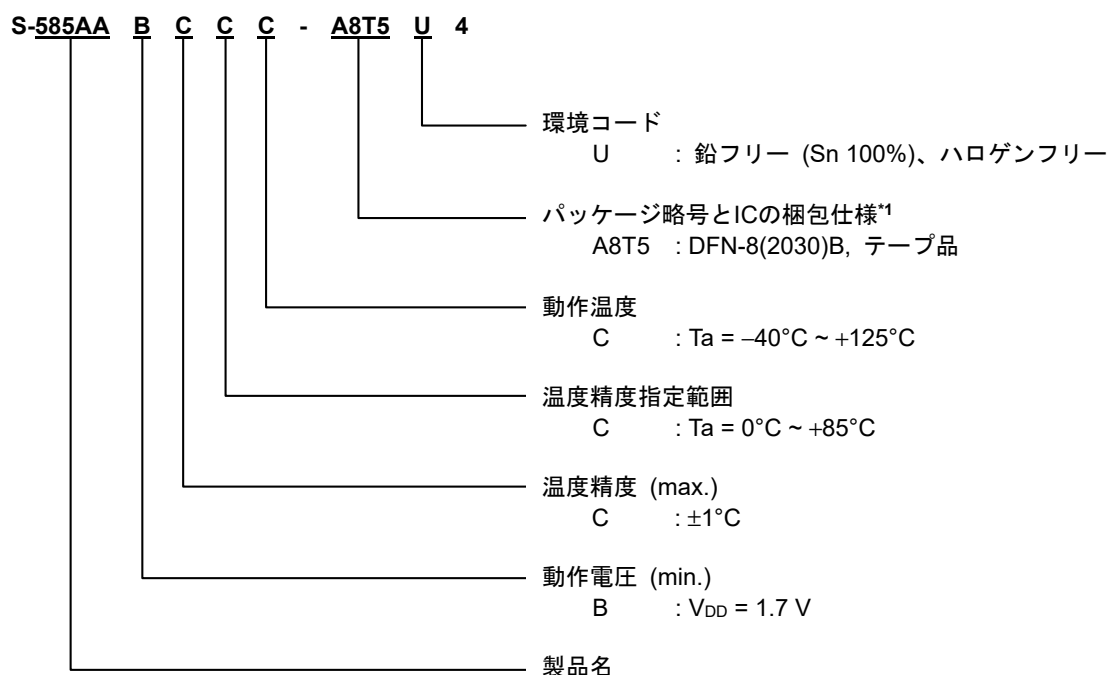 S-585AA B C C C - A8T5 U 4
環境コード
U : 鉛フリー (Sn 100%)、ハロゲンフリー
パッケージ略号とICの梱包仕様*1
A8T5 : DFN-8(2030)B, テープ品
動作温度
C : Ta = −40°C ~ +125°C
温度精度指定範囲
C : Ta = 0°C ~ +85°C
温度精度 (max.)
C : ±1°C
動作電圧 (min.)
B : VDD = 1.7 V
製品名